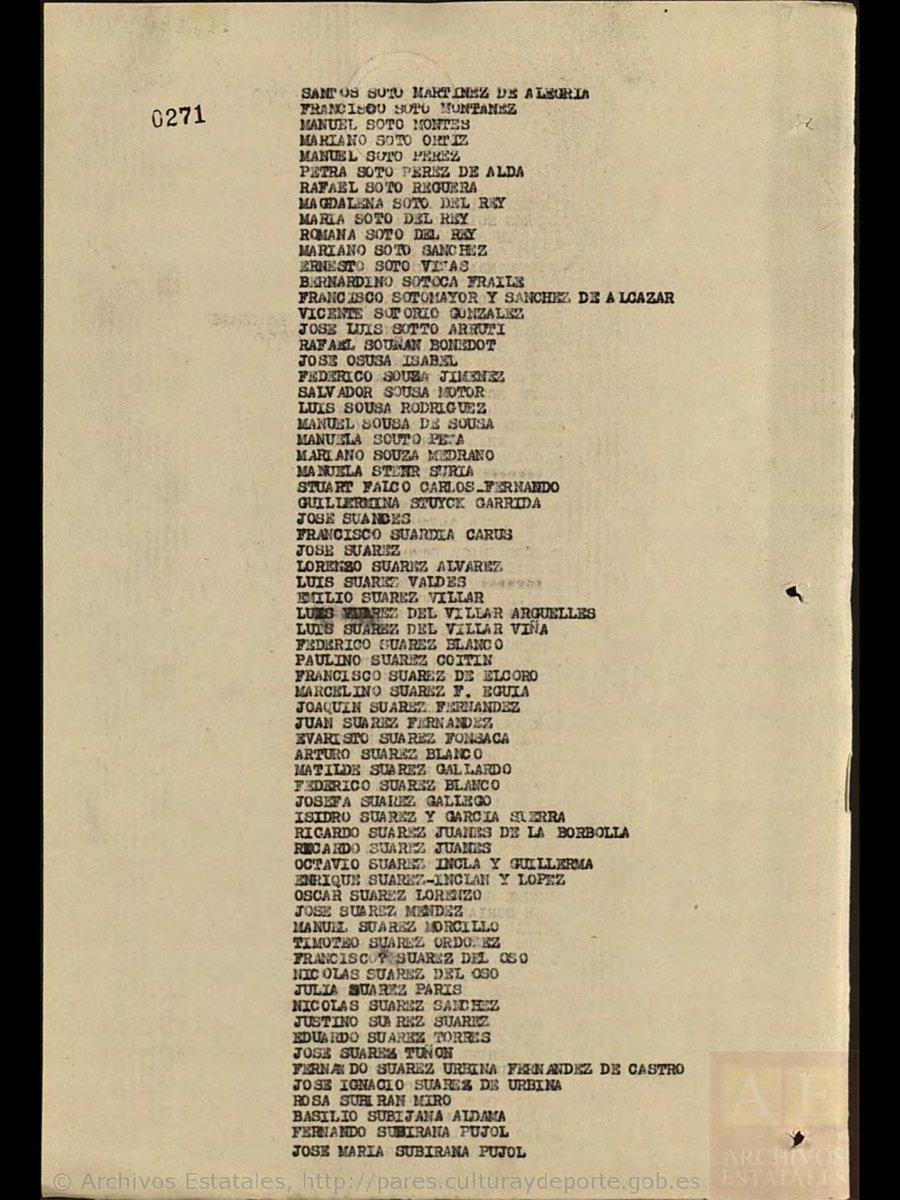 0271
SANTOS SOTO MARTINEZ DE ALEGRIA
FRANCISCO SOTO MONTANEZ
MANUEL SOTO MONTES
MARIANO SOTO ORTIZ
MANUEL SOTO PEREZ
PETRA SOTO PEREZ DE ALDA
RAFAEL SOTO REGUERA
MAGDALENA SOTO DEL REY
MARIA SOTO DEL REY
ROMANA SOTO DEL REY
MARIANO SOTO SANCHEZ
ERNESTO SOTO
BERNARDINO SOTOCA FRAILE
FRANCISCO SOTOMAYOR Y SANCHEZ DE ALCAZAR
VICENTE SOTORIO GONZALEZ
JOSE LUIS SOTTO ARRUTI
RAFAEL BONEDOT
JOSE OSUSA ISABEL
FEDERICO SOUZA JIMENEZ
SALVADOR SOUSA MOTOR
LUIS SOUSA RODRIGUEZ
MANUEL SOUSA DE SOUSA
MANUELA SOUTO
MARIANO SOUZA MEDRANO
MANUELA SURIA
STUART FALCO CARLOS-FERNANDO
GUILLERMINA STUYCK GARRIDA
JOSE SUANCES
FRANCISCO SUARDIA CARUS
JOSE SUAREZ
LORENZO SUAREZ ALVAREZ
LUIS SUAREZ VALDES
EMILIO SUAREZ VILLAR
LUIS SUAREZ DEL VILLAR ARGUELLES
LUIS SUAREZ DEL VILLAR VIÑA
FEDERICO SUAREZ BLANCO
PAULINO SUAREZ COITIN
FRANCISCO SUAREZ DE ELCORO
MARCELINO SUAREZ F. EGUIA
JOAQUIN SUAREZ FERNANDEZ
JUAN SUAREZ FERNANDEZ
EVARISTO SUAREZ FONSACA
ARTURO SUAREZ BLANCO
MATILDE SUAREZ GALLARDO
FEDERICO SUAREZ BLANCO
JOSEFA SUAREZ GALLEGO
ISIDRO SUAREZ Y GARCIA SIERRA
RICARDO SUAREZ JUANES DE LA BORBOLLA
RECARDO SUAREZ JUANES
OCTAVIO SUAREZ INCLA Y GUILLERMA
ENRIQUE SUAREZ-INCLAN Y LOPEZ
OSCAR SUAREZ LORENZO
JOSE SUAREZ MENDEZ
MANUEL SUAREZ MORCILLO
TIMOTEO SUAREZ ORDOÑEZ
FRANCISCO SUAREZ DEL OSO
NICOLAS SUAREZ DEL OSO
JULIA SUAREZ PARIS
NICOLAS SUAREZ SANCHEZ
JUSTINO SUAREZ SUAREZ
EDUARDO SUAREZ TORRES
JOSE SUAREZ TUÑON
FERNANDO SUAREZ URBINA FERNANDEZ DE CASTRO
JOSE IGNACIO SUAREZ DE URBINA
ROSA SUBIRAN MIRO
BASILIO SUBIJANA ALDAMA
FERNANDO SUBIRANA PUJOL
JOSE MARIA SUBIRANA PUJOL
ARCHIVOS
ESTATALES
© Archivos Estatales, http://pares.culturaydeporte.gob.es